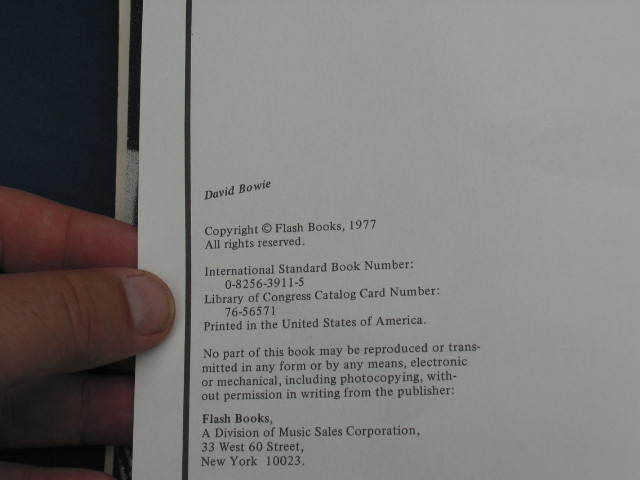 David Bowie
Copyright © Flash Books, 1977
All rights reserved.
International Standard Book Number:
0-8256-3911-5
Library of Congress Catalog Card Number:
76-56571
Printed in the United States of America.
No part of this book may be reproduced or trans-
mitted in any form or by any means, electronic
or mechanical, including photocopying, with-
out permission in writing from the publisher:
Flash Books,
A Division of Music Sales Corporation,
33 West 60 Street,
New York 10023.